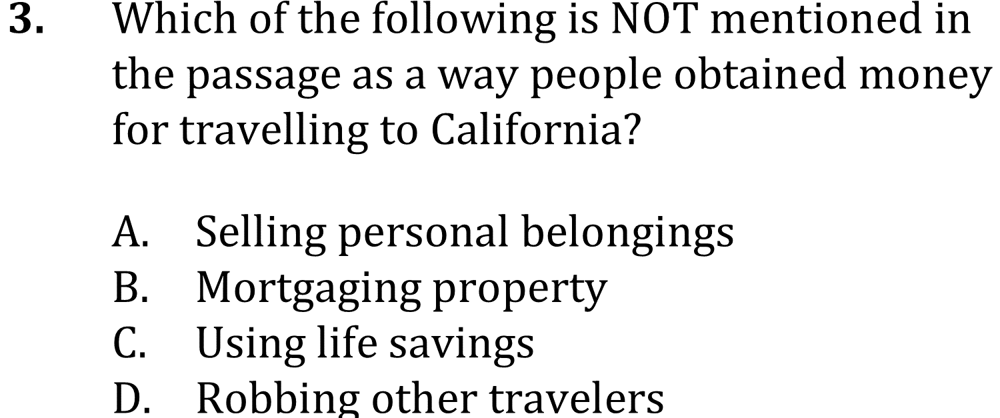 3. Which of the following is NOT mentioned in
the passage as a way people obtained money
for travelling to California?
A. Selling personal belongings
B. Mortgaging property
C. Using life savings
D. Robbing other travelers